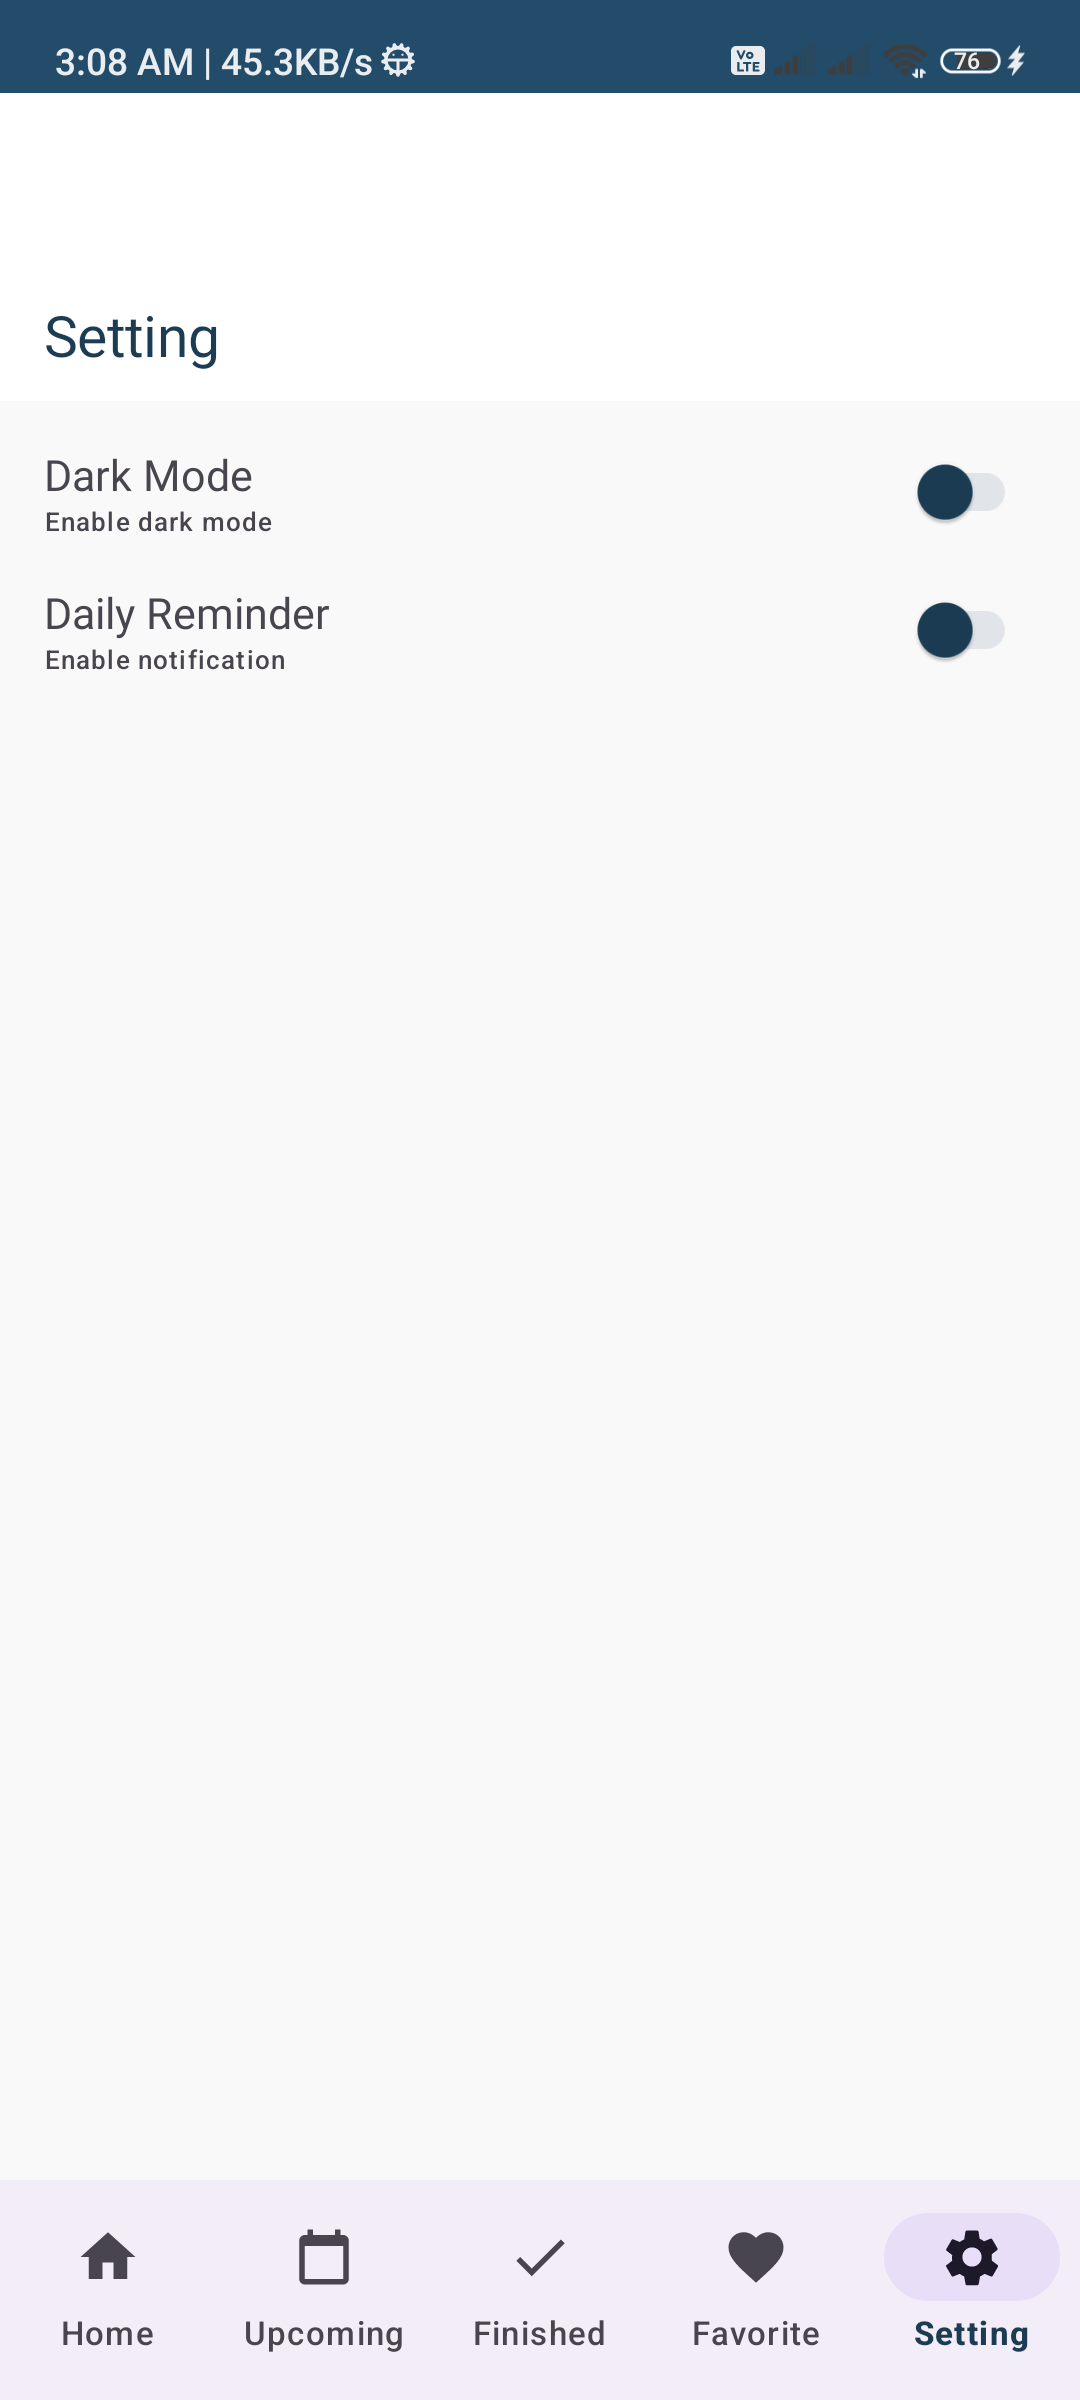 3:08 AM | 45.3KB/s
Vo LTE
76
Setting
Dark Mode
Enable dark mode
Daily Reminder
Enable notification
Home Upcoming Finished Favorite Setting